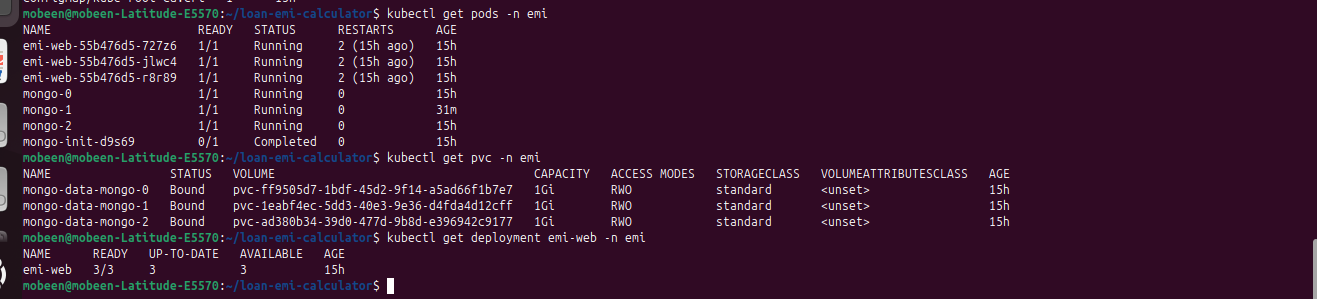 mobeen@mobeen-Latitude-E5570:~/loan-emi-calculator$ kubectl get pods -n emi
NAME                     READY   STATUS      RESTARTS      AGE
emi-web-55b476d5-727z6   1/1     Running     2 (15h ago)   15h
emi-web-55b476d5-jlwc4   1/1     Running     2 (15h ago)   15h
emi-web-55b476d5-r8r89   1/1     Running     2 (15h ago)   15h
mongo-0                  1/1     Running     0             15h
mongo-1                  1/1     Running     0             31m
mongo-2                  1/1     Running     0             15h
mongo-init-d9s69         0/1     Completed   0             15h
mobeen@mobeen-Latitude-E5570:~/loan-emi-calculator$ kubectl get pvc -n emi
NAME                 STATUS   VOLUME                                     CAPACITY   ACCESS MODES   STORAGECLASS   VOLUMEATTRIBUTESCLASS   AGE
mongo-data-mongo-0   Bound    pvc-ff9505d7-1bdf-45d2-9f14-a5ad66f1b7e7   1Gi        RWO            standard       <unset>                 15h
mongo-data-mongo-1   Bound    pvc-1eabf4ec-5dd3-40e3-9e36-d4fda4d12cff   1Gi        RWO            standard       <unset>                 15h
mongo-data-mongo-2   Bound    pvc-ad380b34-39d0-477d-9b8d-e396942c9177   1Gi        RWO            standard       <unset>                 15h
mobeen@mobeen-Latitude-E5570:~/loan-emi-calculator$ kubectl get deployment emi-web -n emi
NAME      READY   UP-TO-DATE   AVAILABLE   AGE
emi-web   3/3     3            3           15h
mobeen@mobeen-Latitude-E5570:~/loan-emi-calculator$